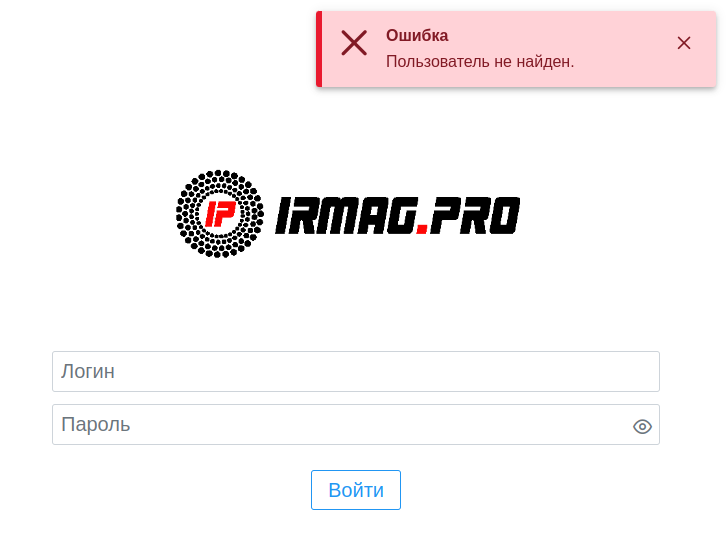 Ошибка
Пользователь не найден.
IP IRMAG.PRO
Логин
Пароль
Войти